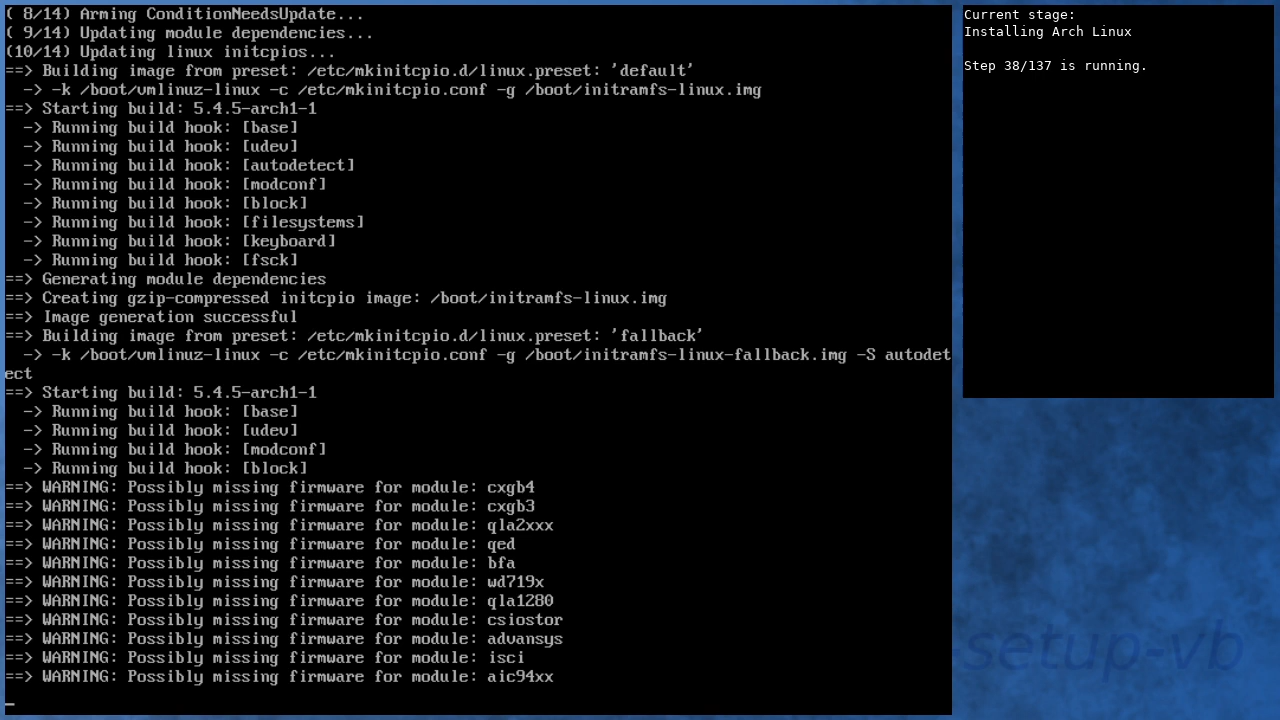 ( 8/14) Arming ConditionNeedsUpdate...
( 9/14) Updating module dependencies...
(10/14) Updating linux initcpios...
==> Building image from preset: /etc/mkinitcpio.d/linux.preset: 'default'
  -> -k /boot/vmlinuz-linux -c /etc/mkinitcpio.conf -g /boot/initramfs-linux.img
==> Starting build: 5.4.5-arch1-1
  -> Running build hook: [base]
  -> Running build hook: [udev]
  -> Running build hook: [autodetect]
  -> Running build hook: [modconf]
  -> Running build hook: [block]
  -> Running build hook: [filesystems]
  -> Running build hook: [keyboard]
  -> Running build hook: [fsck]
==> Generating module dependencies
==> Creating gzip-compressed initcpio image: /boot/initramfs-linux.img
==> Image generation successful
==> Building image from preset: /etc/mkinitcpio.d/linux.preset: 'fallback'
  -> -k /boot/vmlinuz-linux -c /etc/mkinitcpio.conf -g /boot/initramfs-linux-fallback.img -S autodet
ect
==> Starting build: 5.4.5-arch1-1
  -> Running build hook: [base]
  -> Running build hook: [udev]
  -> Running build hook: [modconf]
  -> Running build hook: [block]
==> WARNING: Possibly missing firmware for module: cxgb4
==> WARNING: Possibly missing firmware for module: cxgb3
==> WARNING: Possibly missing firmware for module: qla2xxx
==> WARNING: Possibly missing firmware for module: qed
==> WARNING: Possibly missing firmware for module: bfa
==> WARNING: Possibly missing firmware for module: wd719x
==> WARNING: Possibly missing firmware for module: qla1280
==> WARNING: Possibly missing firmware for module: csiostor
==> WARNING: Possibly missing firmware for module: advansys
==> WARNING: Possibly missing firmware for module: isci
==> WARNING: Possibly missing firmware for module: aic94xx
_
Current stage:
Installing Arch Linux
Step 38/137 is running.
setup-vb